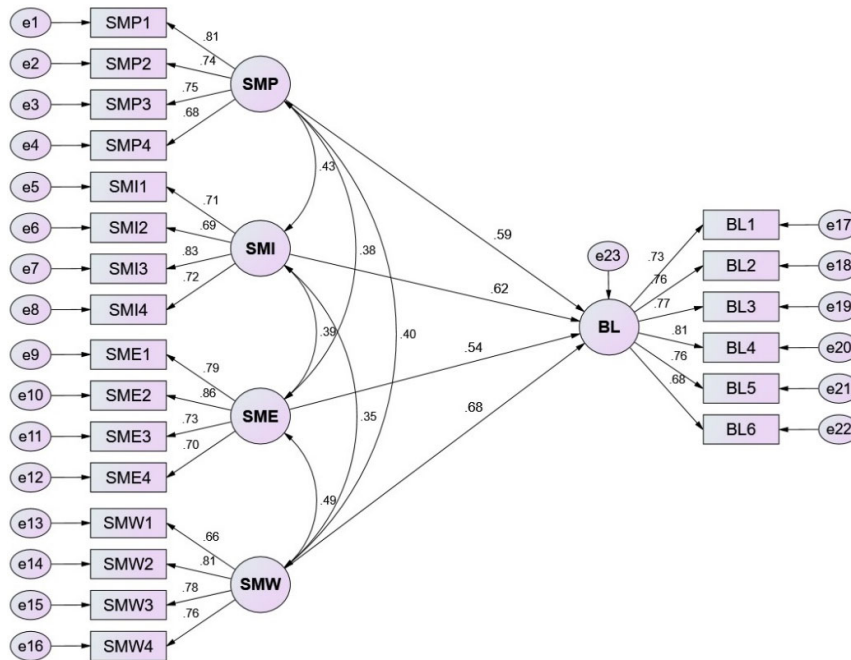 e1 SMP1
.81
e2 SMP2
.74
SMP
e3 SMP3
.75
e4 SMP4
.68
.43
e5 SMI1
.71
e6 SMI2
.69
SMI
e7 SMI3
.83
e8 SMI4
.72
.38
.39
.40
e9 SME1
.79
e10 SME2
.86
SME
e11 SME3
.73
e12 SME4
.70
.35
.49
e13 SMW1
.66
e14 SMW2
.81
SMW
e15 SMW3
.78
e16 SMW4
.76
.59
.62
.54
.68
e23
BL
.73
BL1 e17
.76
BL2 e18
.77
BL3 e19
.81
BL4 e20
.76
BL5 e21
.68
BL6 e22